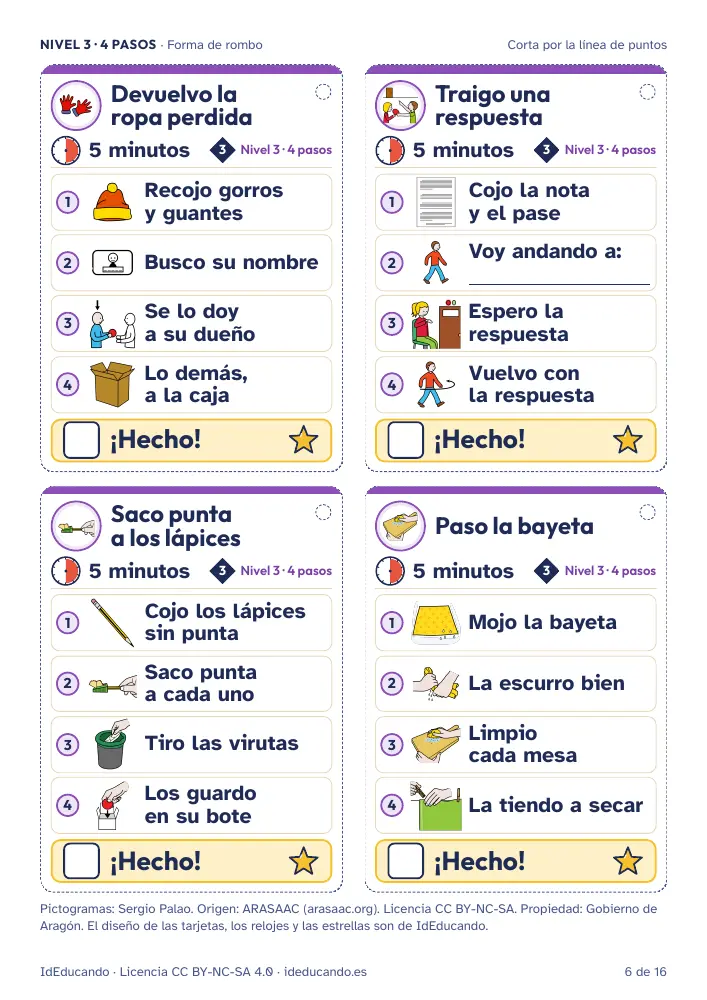 NIVEL 3 · 4 PASOS · Forma de rombo
Corta por la línea de puntos
Devuelvo la
ropa perdida
5 minutos
3
Nivel 3 · 4 pasos
1
Recojo gorros
y guantes
2
Busco su nombre
3
Se lo doy
a su dueño
4
Lo demás,
a la caja
¡Hecho!
Traigo una
respuesta
5 minutos
3
Nivel 3 · 4 pasos
1
Cojo la nota
y el pase
2
Voy andando a:
3
Espero la
respuesta
4
Vuelvo con
la respuesta
¡Hecho!
Saco punta
a los lápices
5 minutos
3
Nivel 3 · 4 pasos
1
Cojo los lápices
sin punta
2
Saco punta
a cada uno
3
Tiro las virutas
4
Los guardo
en su bote
¡Hecho!
Paso la bayeta
5 minutos
3
Nivel 3 · 4 pasos
1
Mojo la bayeta
2
La escurro bien
3
Limpio
cada mesa
4
La tiendo a secar
¡Hecho!
Pictogramas: Sergio Palao. Origen: ARASAAC (arasaac.org). Licencia CC BY-NC-SA. Propiedad: Gobierno de
Aragón. El diseño de las tarjetas, los relojes y las estrellas son de IdEducando.
IdEducando · Licencia CC BY-NC-SA 4.0 · ideducando.es
6 de 16